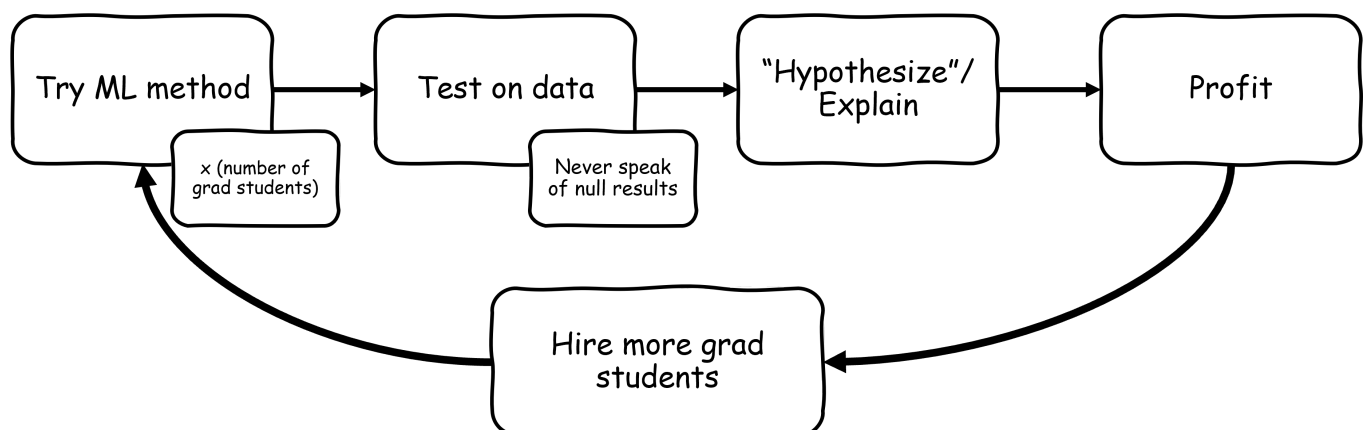 Try ML method
x (number of
grad students)
Test on data
Never speak
of null results
“Hypothesize”/
Explain
Profit
Hire more grad
students